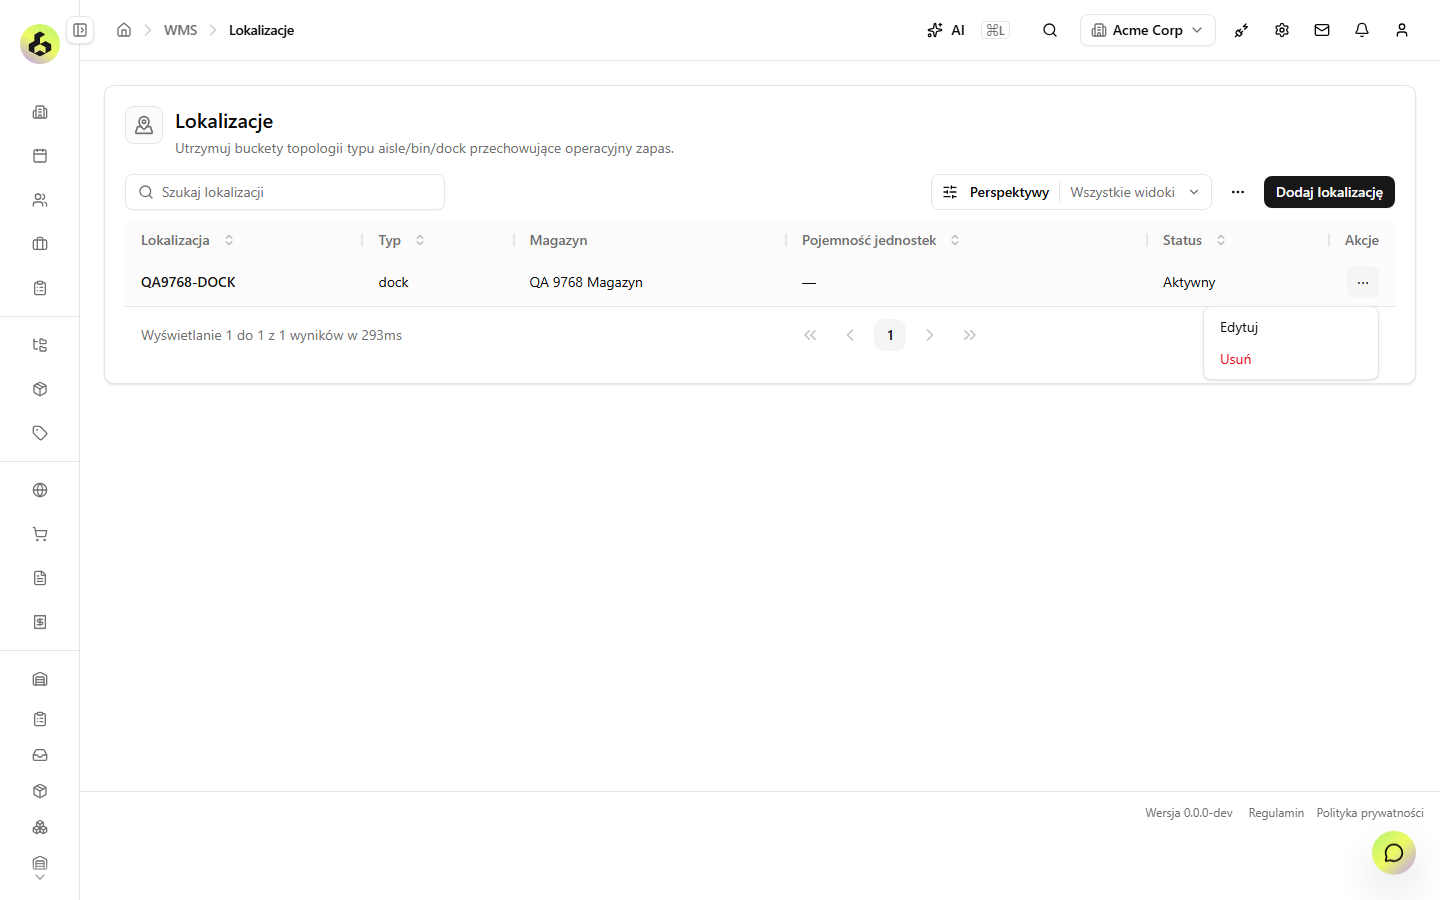 WMS
Lokalizacje
AI
⌘L
Acme Corp
Lokalizacje
Utrzymuj buckety topologii typu aisle/bin/dock przechowujące operacyjny zapas.
Szukaj lokalizacji
Perspektywy
Wszystkie widoki
Dodaj lokalizację
Lokalizacja Typ Magazyn Pojemność jednostek Status Akcje
QA9768-DOCK dock QA 9768 Magazyn — Aktywny
Edytuj
Usuń
Wyświetlanie 1 do 1 z 1 wyników w 293ms
1
Wersja 0.0.0-dev Regulamin Polityka prywatności